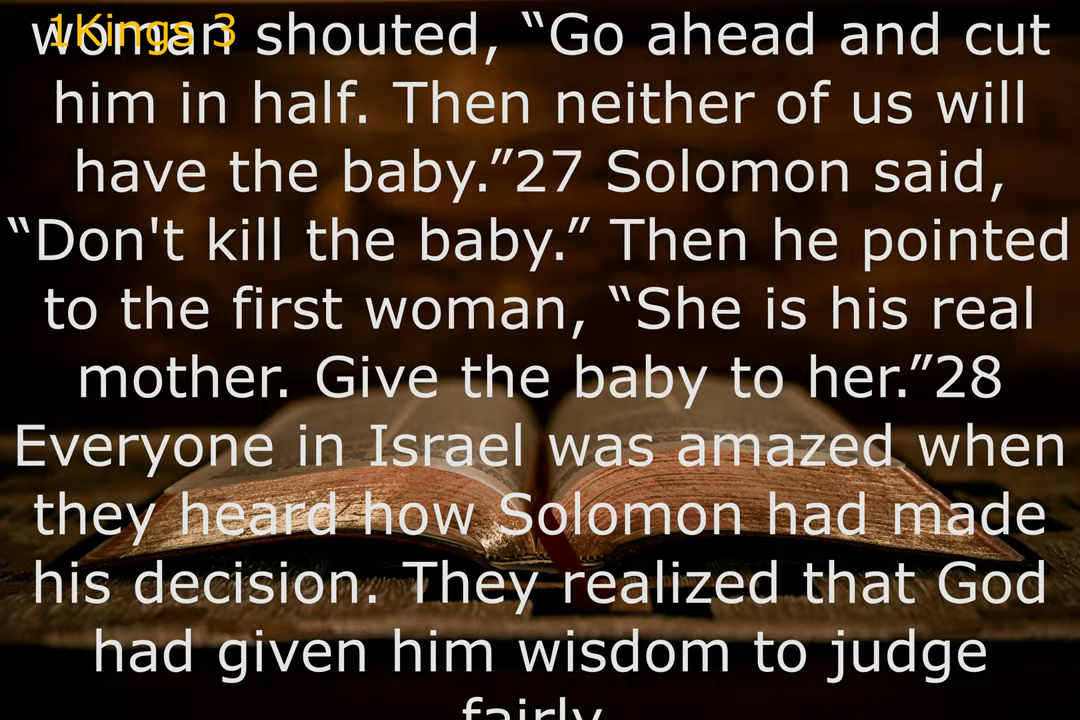 1Kings 3
woman shouted, “Go ahead and cut
him in half. Then neither of us will
have the baby.”27 Solomon said,
“Don't kill the baby.” Then he pointed
to the first woman, “She is his real
mother. Give the baby to her.”28
Everyone in Israel was amazed when
they heard how Solomon had made
his decision. They realized that God
had given him wisdom to judge
fairly.